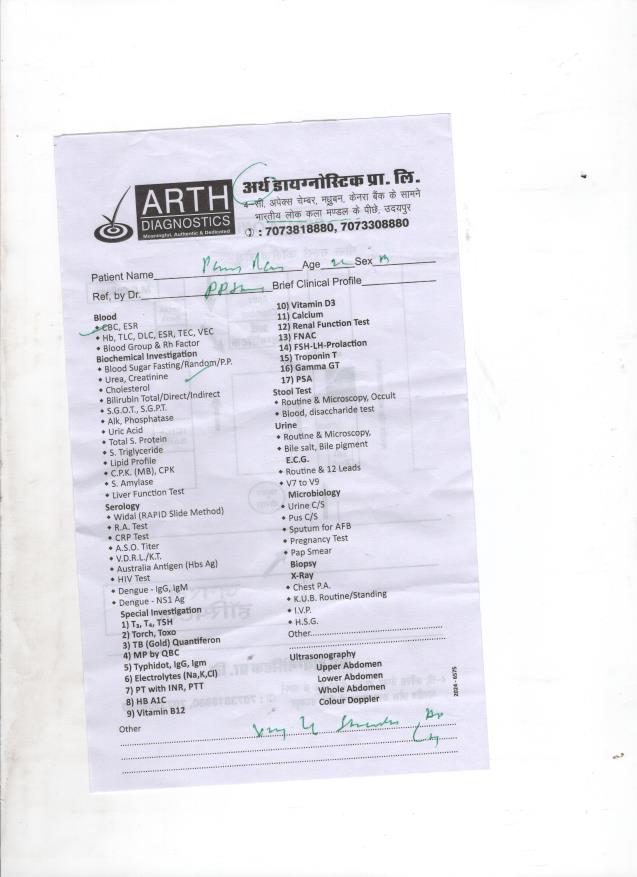 ARTH
DIAGNOSTICS
Meaningful, Authentic & Dedicated
अर्थ डायग्नोस्टिक प्रा. लि.
4-सी, अपेक्स चेम्बर, मधुबन, केनरा बैंक के सामने
भारतीय लोक कला मण्डल के पीछे, उदयपुर
: 7073818880, 7073308880
Patient Name Age Sex M
Ref, by Dr. Brief Clinical Profile
Blood
CBC, ESR
Hb, TLC, DLC, ESR, TEC, VEC
Blood Group & Rh Factor
Biochemical Investigation
Blood Sugar Fasting/Random/P.P.
Urea, Creatinine
Cholesterol
Bilirubin Total/Direct/Indirect
S.G.O.T., S.G.P.T.
Alk, Phosphatase
Uric Acid
Total S. Protein
S. Triglyceride
Lipid Profile
C.P.K. (MB), CPK
S. Amylase
Liver Function Test
Serology
Widal (RAPID Slide Method)
R.A. Test
CRP Test
A.S.O. Titer
V.D.R.L./K.T.
Australia Antigen (Hbs Ag)
HIV Test
Dengue - IgG, IgM
Dengue - NS1 Ag
Special Investigation
1) T₃, T₄, TSH
2) Torch, Toxo
3) TB (Gold) Quantiferon
4) MP by QBC
5) Typhidot, IgG, Igm
6) Electrolytes (Na,K,Cl)
7) PT with INR, PTT
8) HB A1C
9) Vitamin B12
10) Vitamin D3
11) Calcium
12) Renal Function Test
13) FNAC
14) FSH-LH-Prolaction
15) Troponin T
16) Gamma GT
17) PSA
Stool Test
Routine & Microscopy, Occult
Blood, disaccharide test
Urine
Routine & Microscopy,
Bile salt, Bile pigment
E.C.G.
Routine & 12 Leads
V7 to V9
Microbiology
Urine C/S
Pus C/S
Sputum for AFB
Pregnancy Test
Pap Smear
Biopsy
X-Ray
Chest P.A.
K.U.B. Routine/Standing
I.V.P.
H.S.G.
Other
Ultrasonography
Upper Abdomen
Lower Abdomen
Whole Abdomen
Colour Doppler
2024 - 6575
Other